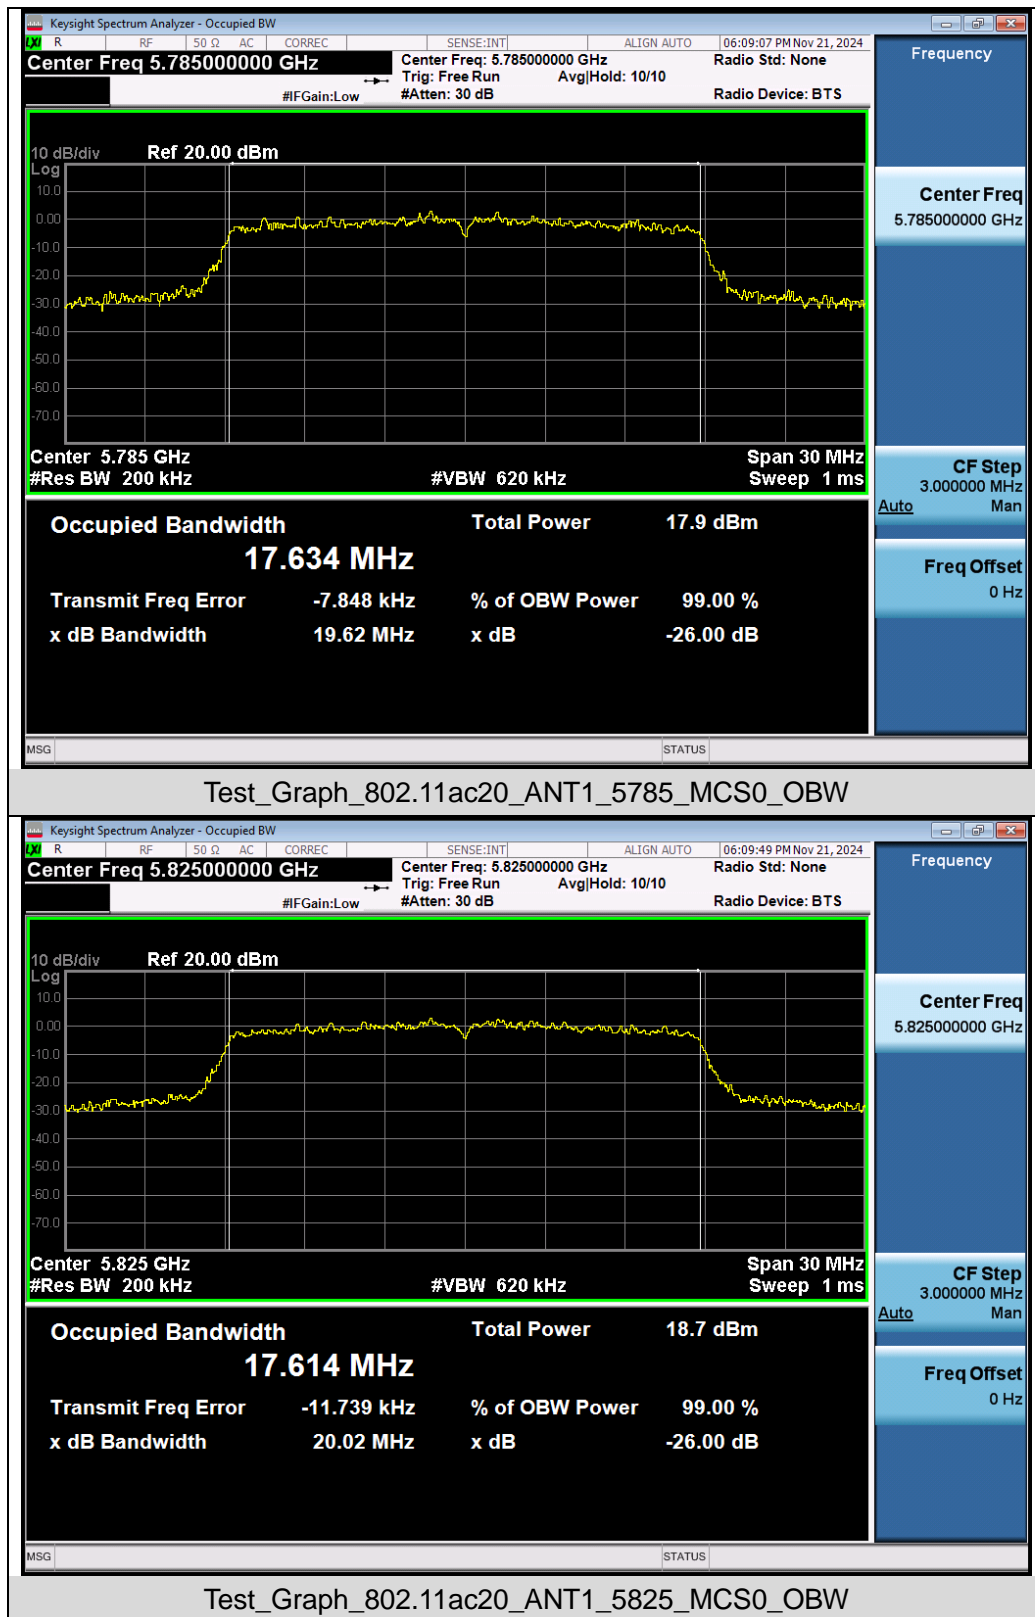 Keysight Spectrum Analyzer - Occupied BW
LXI R RF 50 Ω AC CORREC SENSE:INT ALIGN AUTO 06:09:07 PM Nov 21, 2024
Center Freq 5.785000000 GHz
Center Freq: 5.785000000 GHz
Radio Std: None
Trig: Free Run Avg|Hold: 10/10
#IFGain:Low #Atten: 30 dB Radio Device: BTS
Frequency
10 dB/div Ref 20.00 dBm
Log
10.0
0.00
-10.0
-20.0
-30.0
-40.0
-50.0
-60.0
-70.0
Center 5.785 GHz Span 30 MHz
#Res BW 200 kHz #VBW 620 kHz Sweep 1 ms
Center Freq
5.785000000 GHz
CF Step
3.000000 MHz
Auto Man
Freq Offset
0 Hz
Occupied Bandwidth Total Power 17.9 dBm
17.634 MHz
Transmit Freq Error -7.848 kHz % of OBW Power 99.00 %
x dB Bandwidth 19.62 MHz x dB -26.00 dB
MSG STATUS
Test_Graph_802.11ac20_ANT1_5785_MCS0_OBW
Keysight Spectrum Analyzer - Occupied BW
LXI R RF 50 Ω AC CORREC SENSE:INT ALIGN AUTO 06:09:49 PM Nov 21, 2024
Center Freq 5.825000000 GHz
Center Freq: 5.825000000 GHz
Radio Std: None
Trig: Free Run Avg|Hold: 10/10
#IFGain:Low #Atten: 30 dB Radio Device: BTS
Frequency
10 dB/div Ref 20.00 dBm
Log
10.0
0.00
-10.0
-20.0
-30.0
-40.0
-50.0
-60.0
-70.0
Center 5.825 GHz Span 30 MHz
#Res BW 200 kHz #VBW 620 kHz Sweep 1 ms
Center Freq
5.825000000 GHz
CF Step
3.000000 MHz
Auto Man
Freq Offset
0 Hz
Occupied Bandwidth Total Power 18.7 dBm
17.614 MHz
Transmit Freq Error -11.739 kHz % of OBW Power 99.00 %
x dB Bandwidth 20.02 MHz x dB -26.00 dB
MSG STATUS
Test_Graph_802.11ac20_ANT1_5825_MCS0_OBW